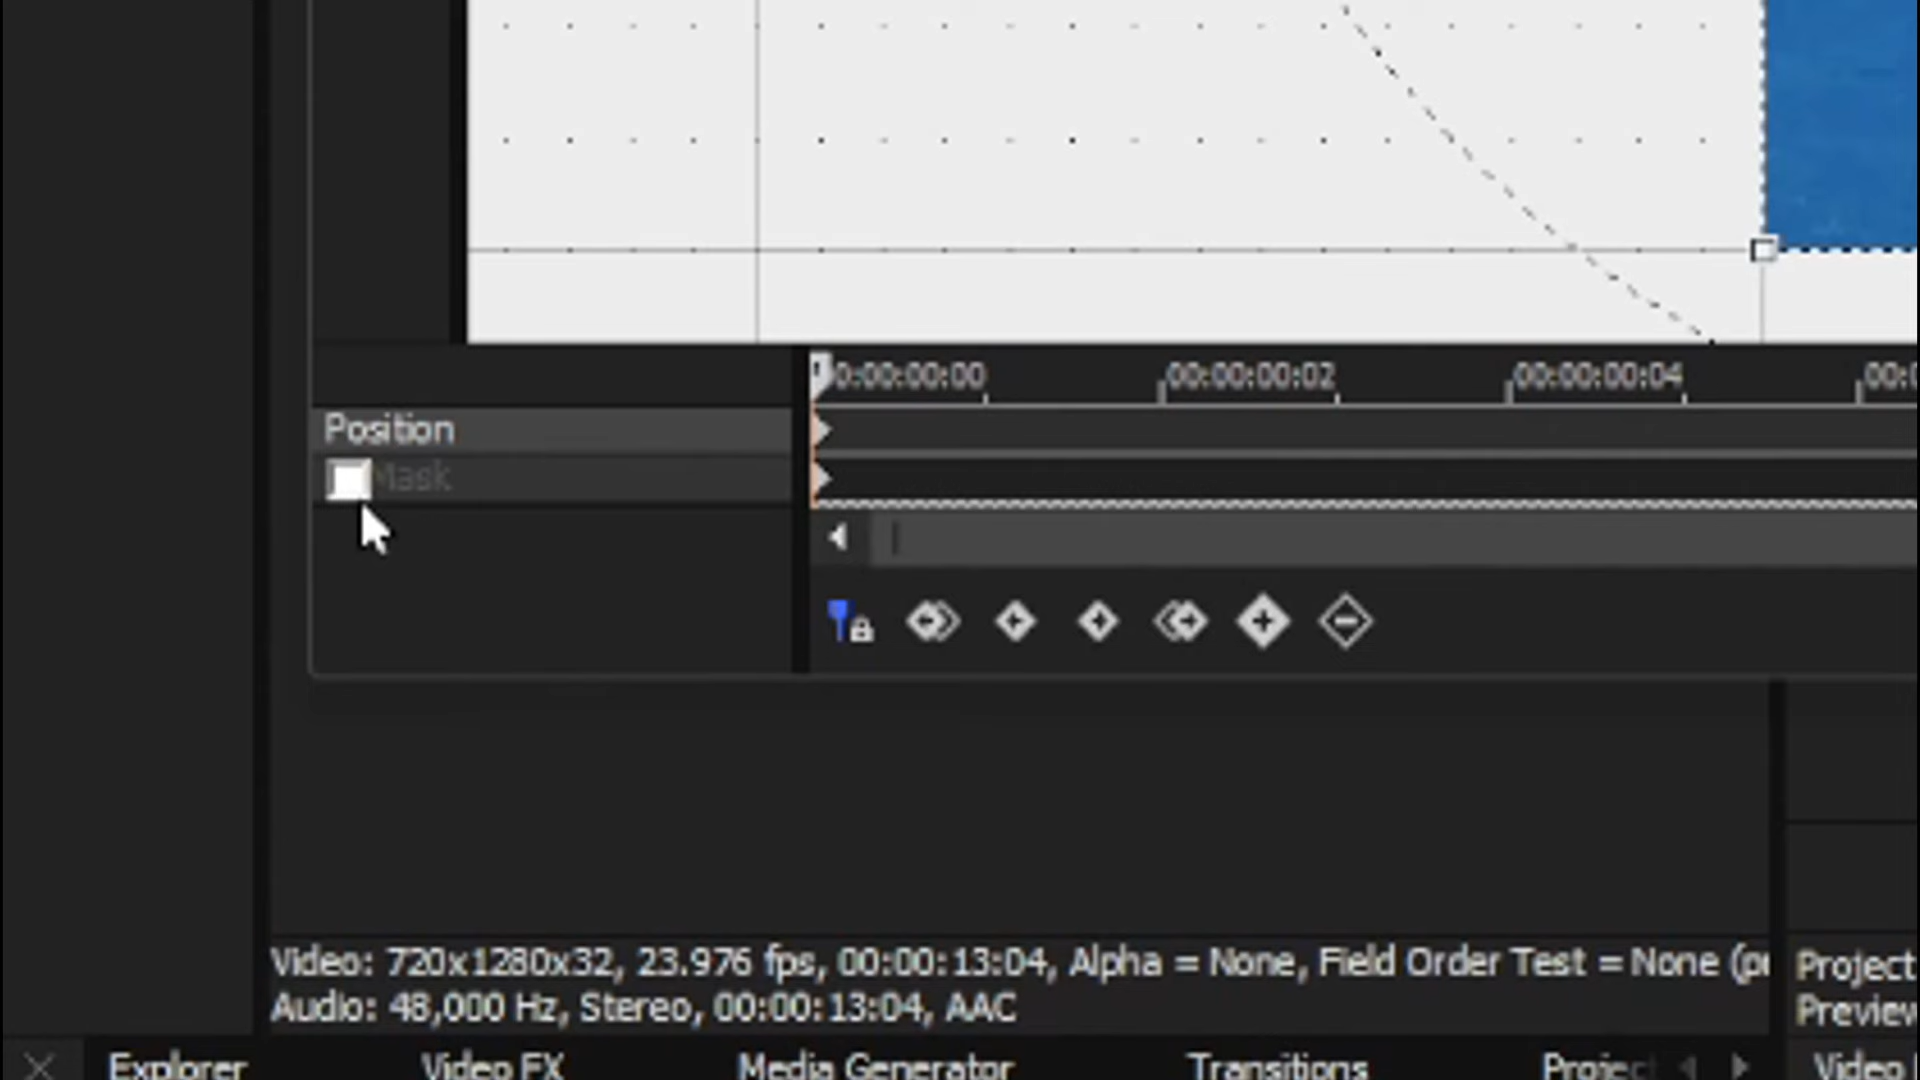 00:00:00:00 00:00:00:02 00:00:00:04
Position
Mask
Video: 720x1280x32, 23.976 fps, 00:00:13:04, Alpha = None, Field Order Test = None
Project
Audio: 48,000 Hz, Stereo, 00:00:13:04, AAC
Preview
Explorer Video FX Media Generator Transitions Project Video